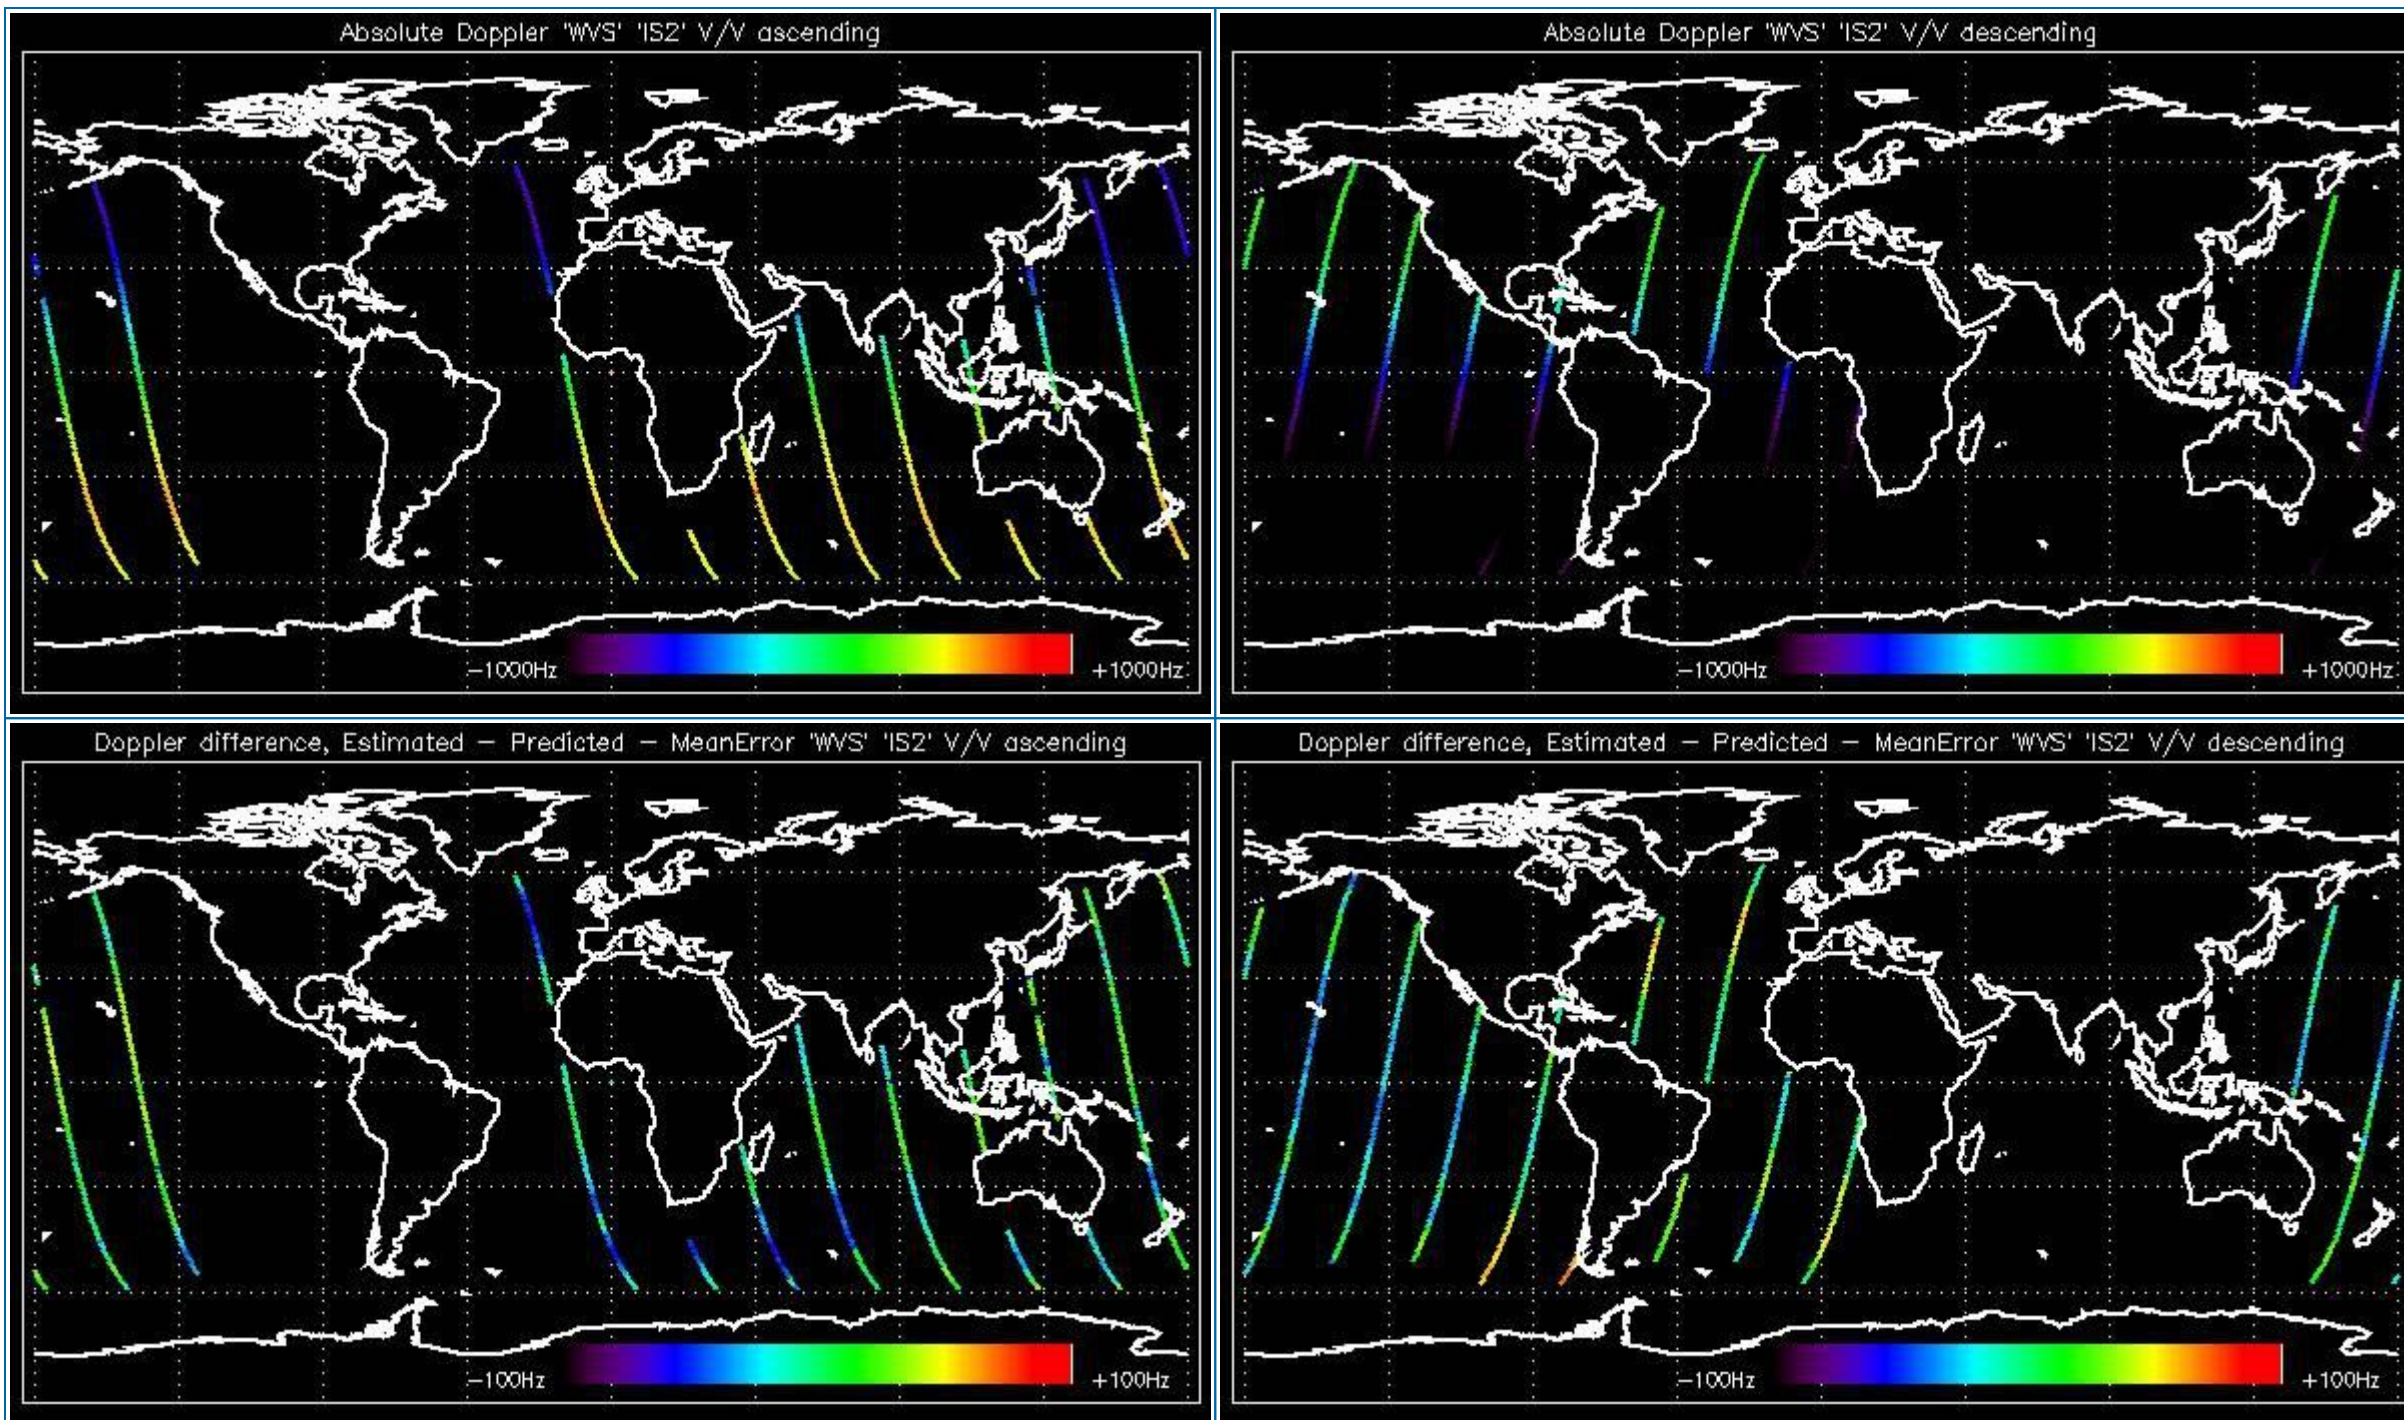 Absolute Doppler 'WVS' 'IS2' V/V ascending
-1000Hz +1000Hz
Absolute Doppler 'WVS' 'IS2' V/V descending
-1000Hz +1000Hz
Doppler difference, Estimated - Predicted - MeanError 'WVS' 'IS2' V/V ascending
-100Hz +100Hz
Doppler difference, Estimated - Predicted - MeanError 'WVS' 'IS2' V/V descending
-100Hz +100Hz